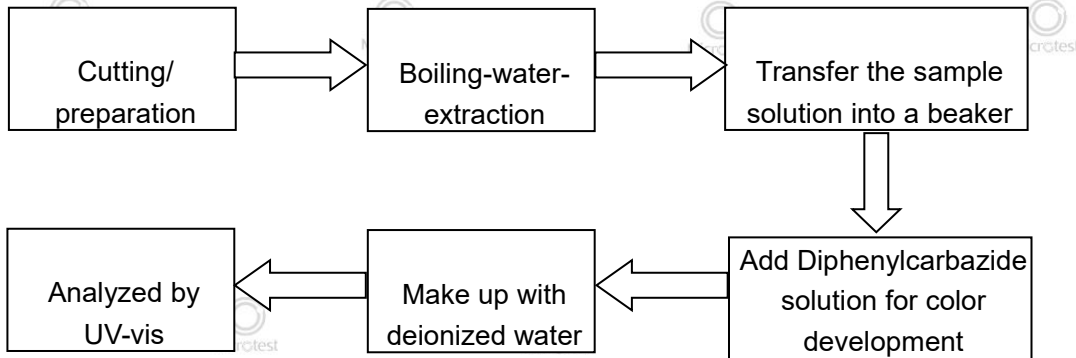 Cutting/
preparation
Boiling-water-
extraction
Transfer the sample
solution into a beaker
Add Diphenylcarbazide
solution for color
development
Make up with
deionized water
Analyzed by
UV-vis